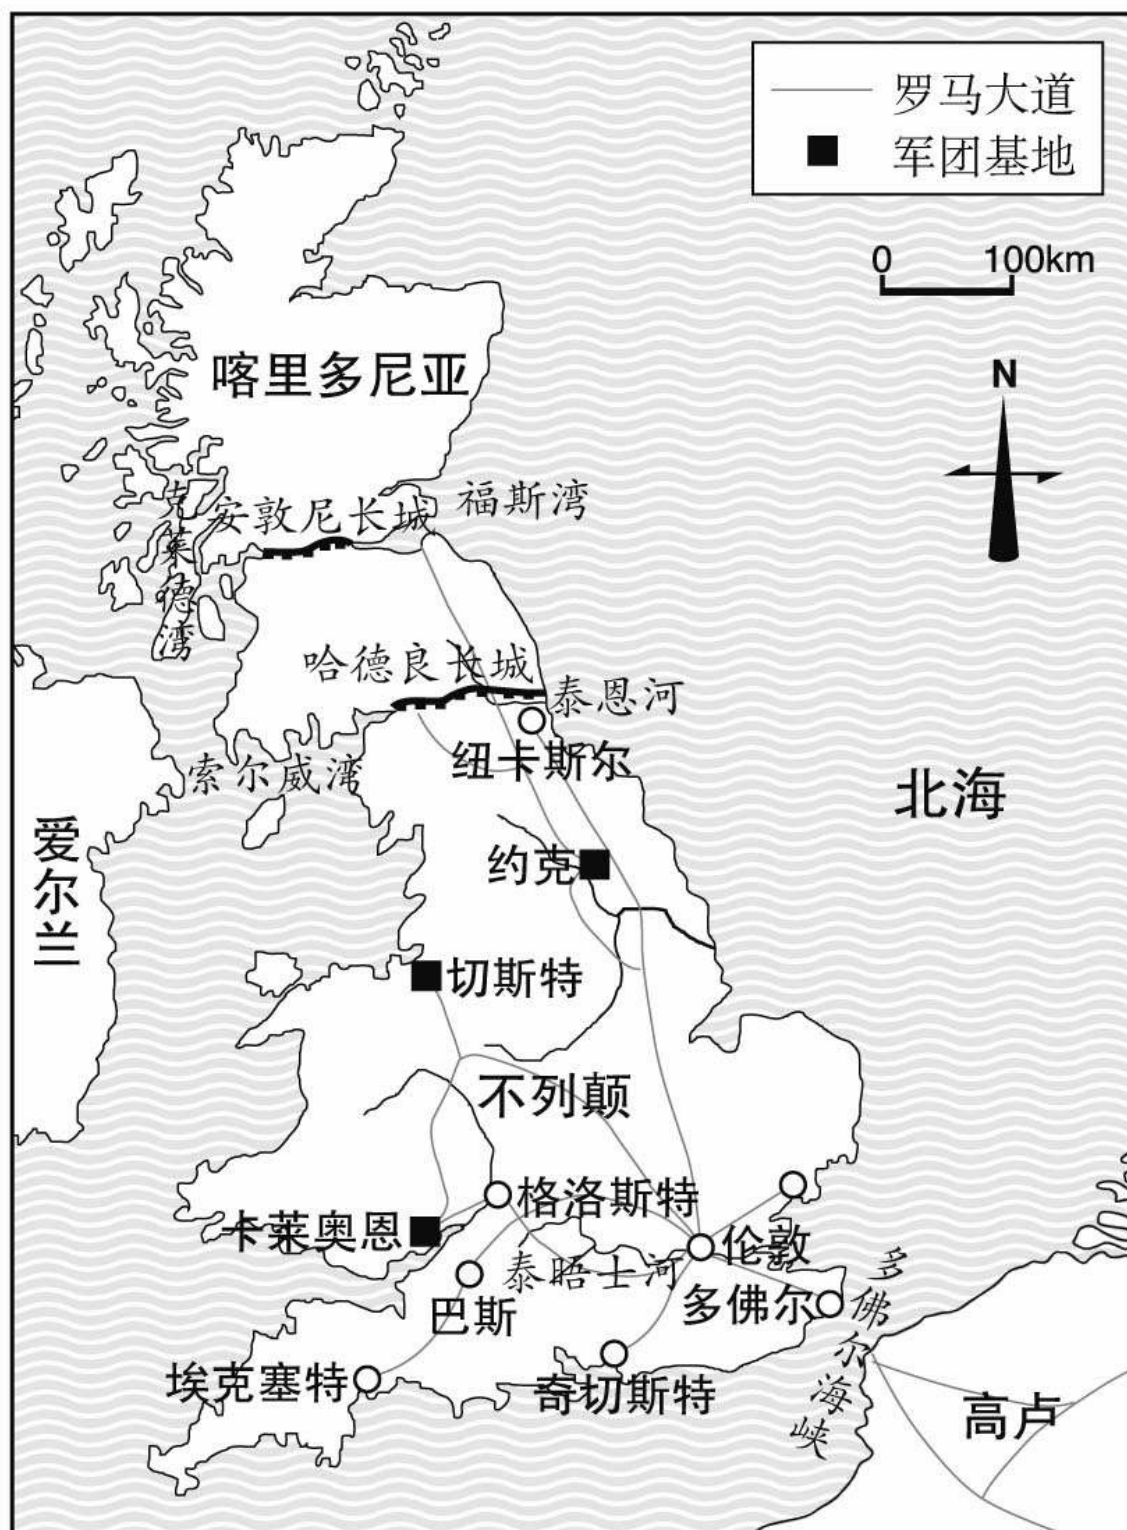 罗马大道
军团基地
0 100km
N
喀里多尼亚
福斯湾
安敦尼长城
克莱德湾
哈德良长城
泰恩河
纽卡斯尔
索尔威湾
北海
爱尔兰
约克
切斯特
不列颠
格洛斯特
卡莱奥恩
伦敦
泰晤士河
多佛尔
多佛尔海峡
巴斯
埃克塞特
奇切斯特
高卢